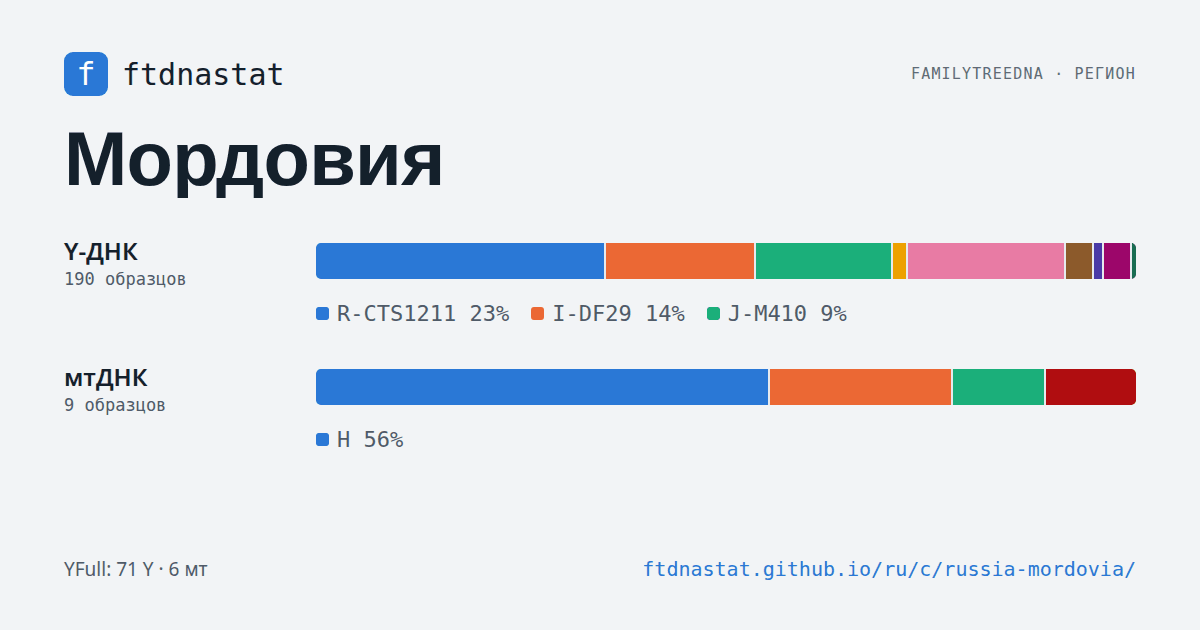 f ftdnastat
FAMILYTREEDNA · РЕГИОН
Мордовия
Y-ДНК
190 образцов
R-CTS1211 23% I-DF29 14% J-M410 9%
мтДНК
9 образцов
H 56%
YFull: 71 Y · 6 мт
ftdnastat.github.io/ru/c/russia-mordovia/